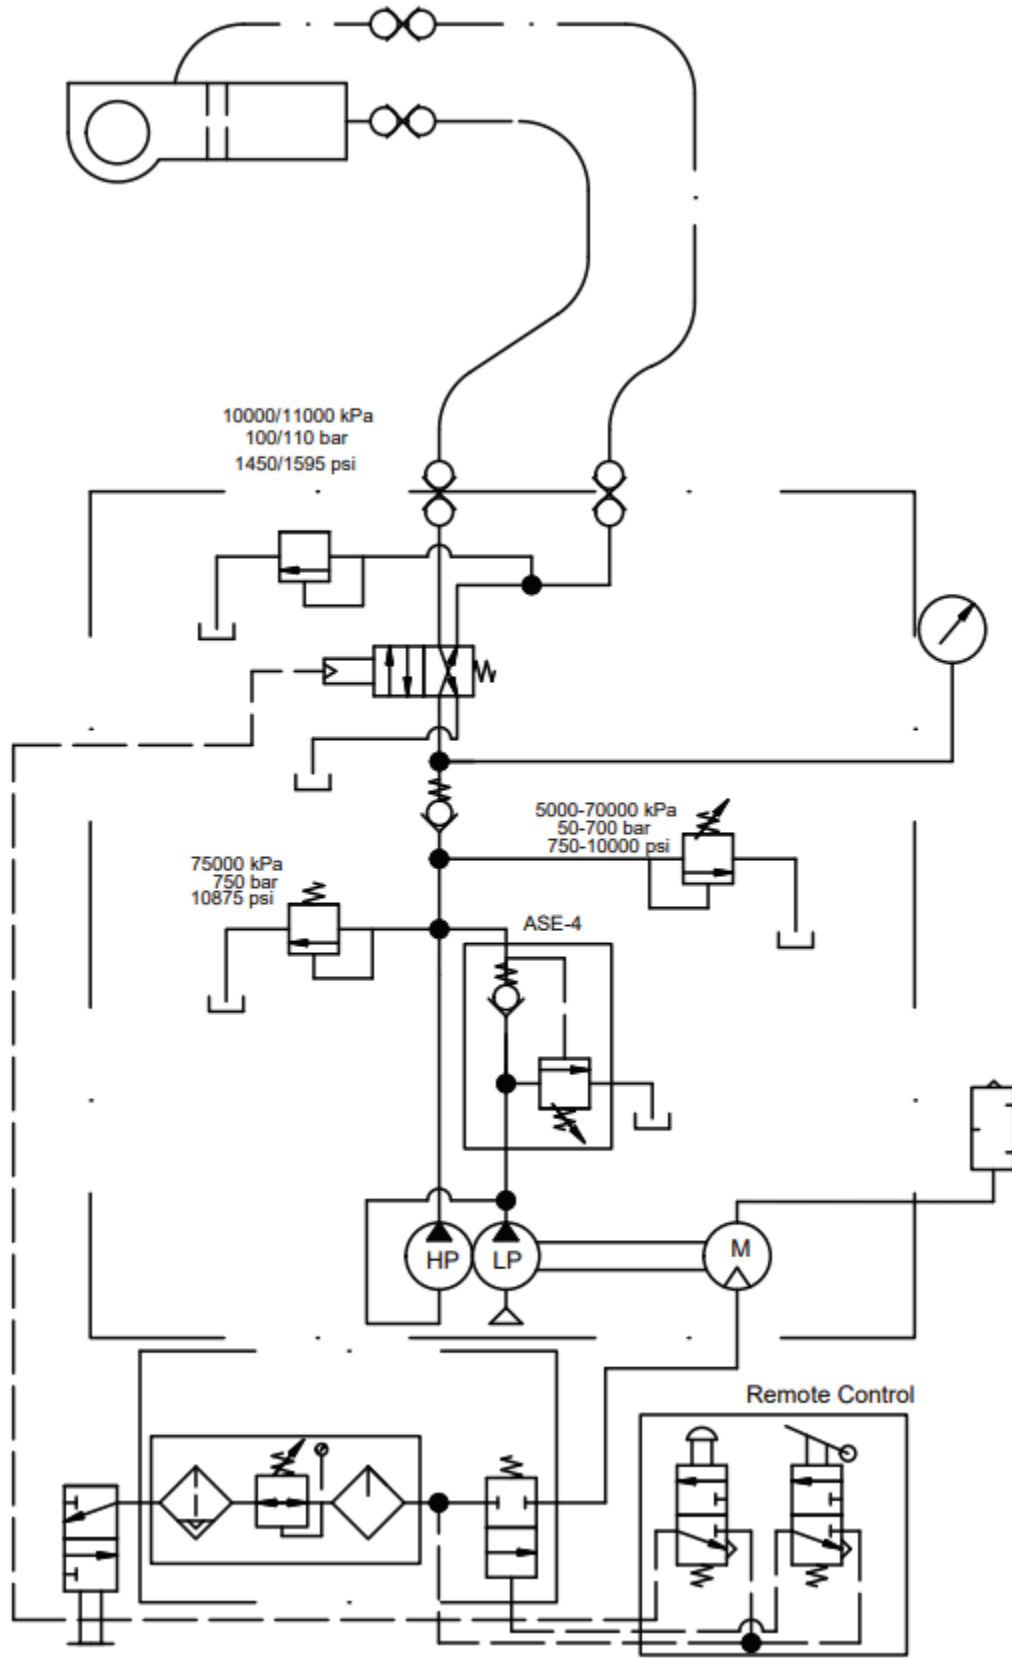 10000/11000 kPa
100/110 bar
1450/1595 psi
5000-70000 kPa
50-700 bar
750-10000 psi
75000 kPa
750 bar
10875 psi
ASE-4
HP
LP
M
Remote Control